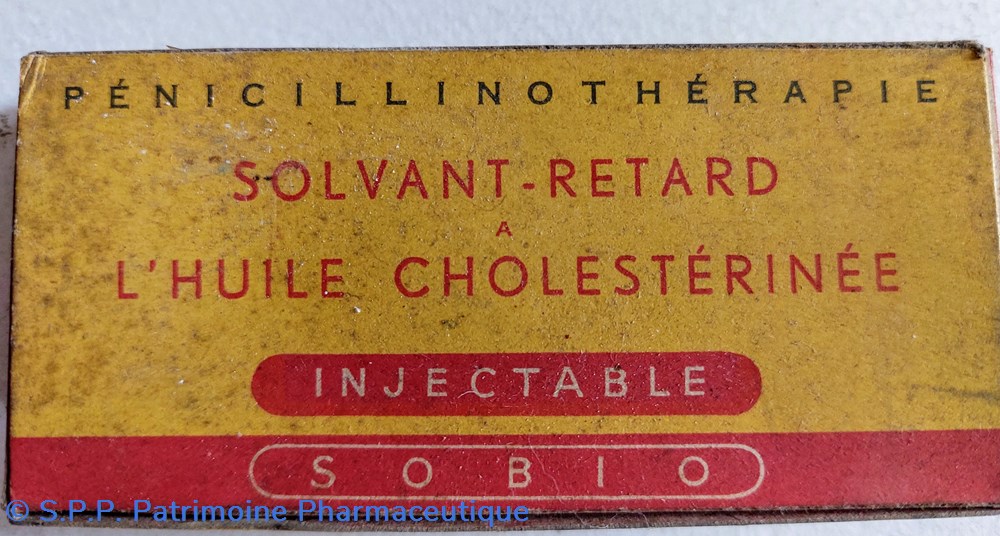 PÉNICILLINOTHÉRAPIE
SOLVANT-RETARD
A
L'HUILE CHOLESTÉRINÉE
INJECTABLE
SOBIO
© S.P.P. Patrimoine Pharmaceutique